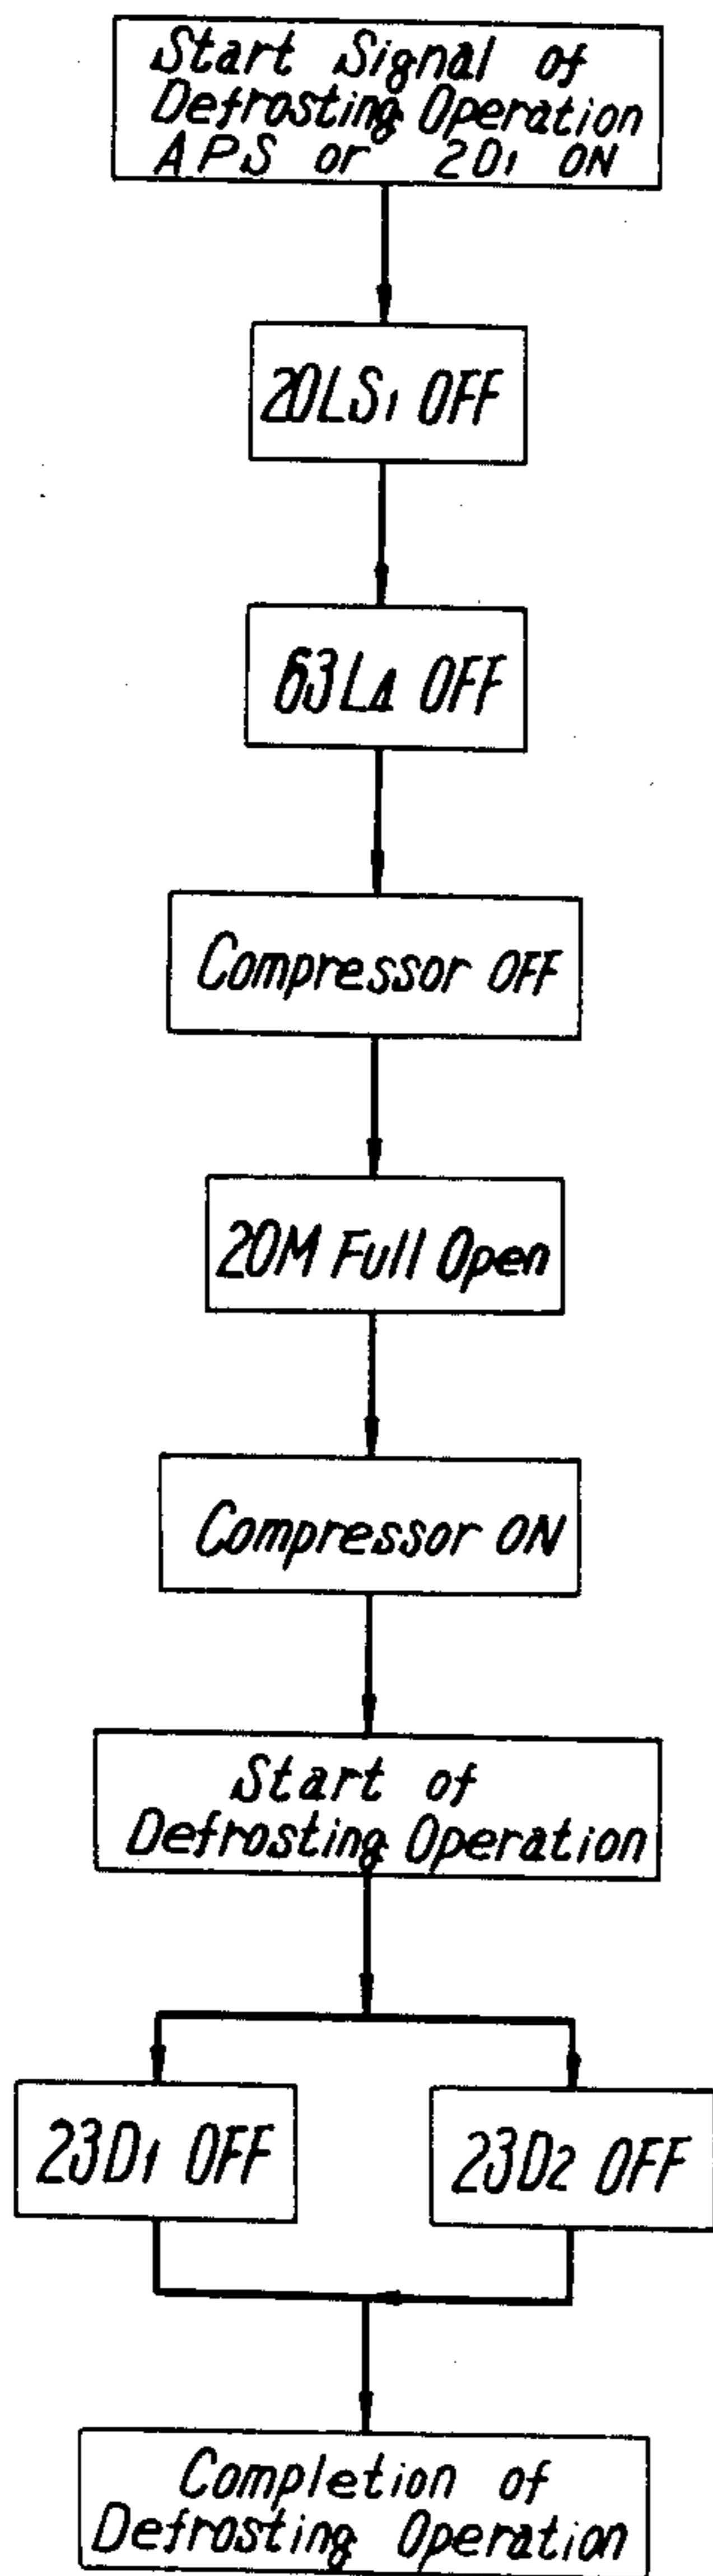 Start Signal of
Defrosting Operation
APS or 2D1 ON
20LS1 OFF
63L4 OFF
Compressor OFF
20M Full Open
Compressor ON
Start of
Defrosting Operation
23D1 OFF
23D2 OFF
Completion of
Defrosting Operation